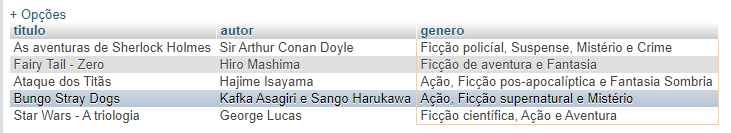 + Opções
titulo autor genero
As aventuras de Sherlock Holmes Sir Arthur Conan Doyle Ficção policíal, Suspense, Mistério e Crime
Fairy Tail - Zero Hiro Mashima Ficção de aventura e Fantasia
Ataque dos Titãs Hajime Isayama Ação, Ficção pos-apocalíptica e Fantasia Sombria
Bungo Stray Dogs Kafka Asagiri e Sango Harukawa Ação, Ficção supernatural e Mistério
Star Wars - A triologia George Lucas Ficção científica, Ação e Aventura